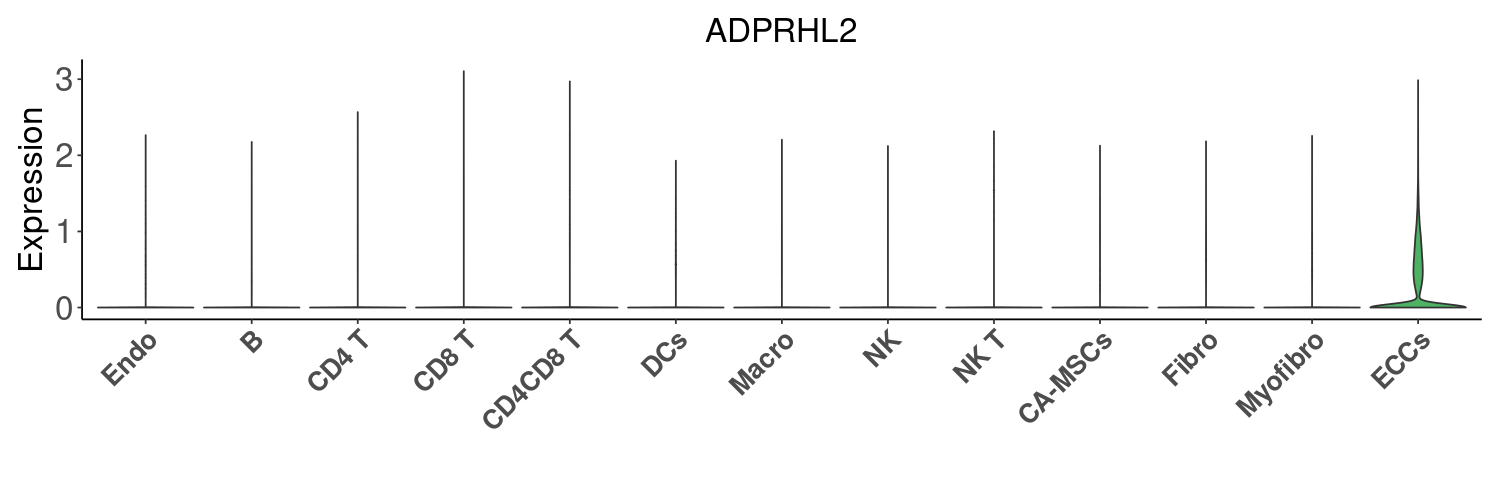 ADPRHL2
Expression
3
2
1
0
Endo
B
CD4 T
CD8 T
CD4CD8 T
DCs
Macro
NK
NK T
CA-MSCs
Fibro
Myofibro
ECCs